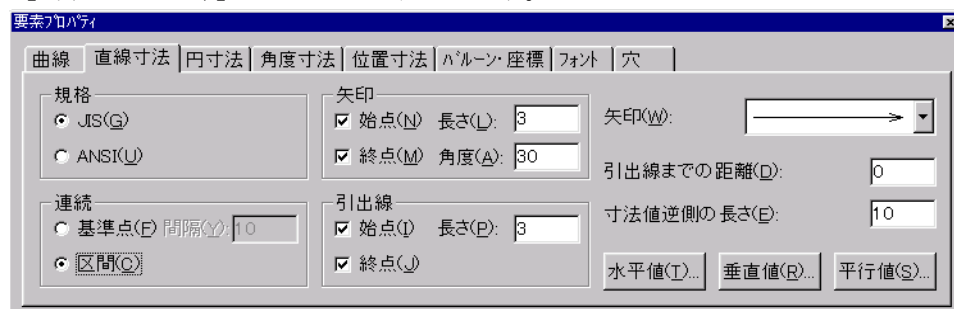 要素ﾌﾟﾛﾊﾟﾃｨ
曲線 直線寸法 円寸法 角度寸法 位置寸法 ﾊﾞﾙｰﾝ・座標 ﾌｫﾝﾄ 穴
規格
JIS(G)
ANSI(U)
矢印
始点(N) 長さ(L): 3
終点(M) 角度(A): 30
連続
基準点(F) 間隔(Y): 10
区間(C)
引出線
始点(I) 長さ(P): 3
終点(J)
矢印(W):
引出線までの距離(D): 0
寸法値逆側の長さ(E): 10
水平値(T)... 垂直値(R)... 平行値(S)...